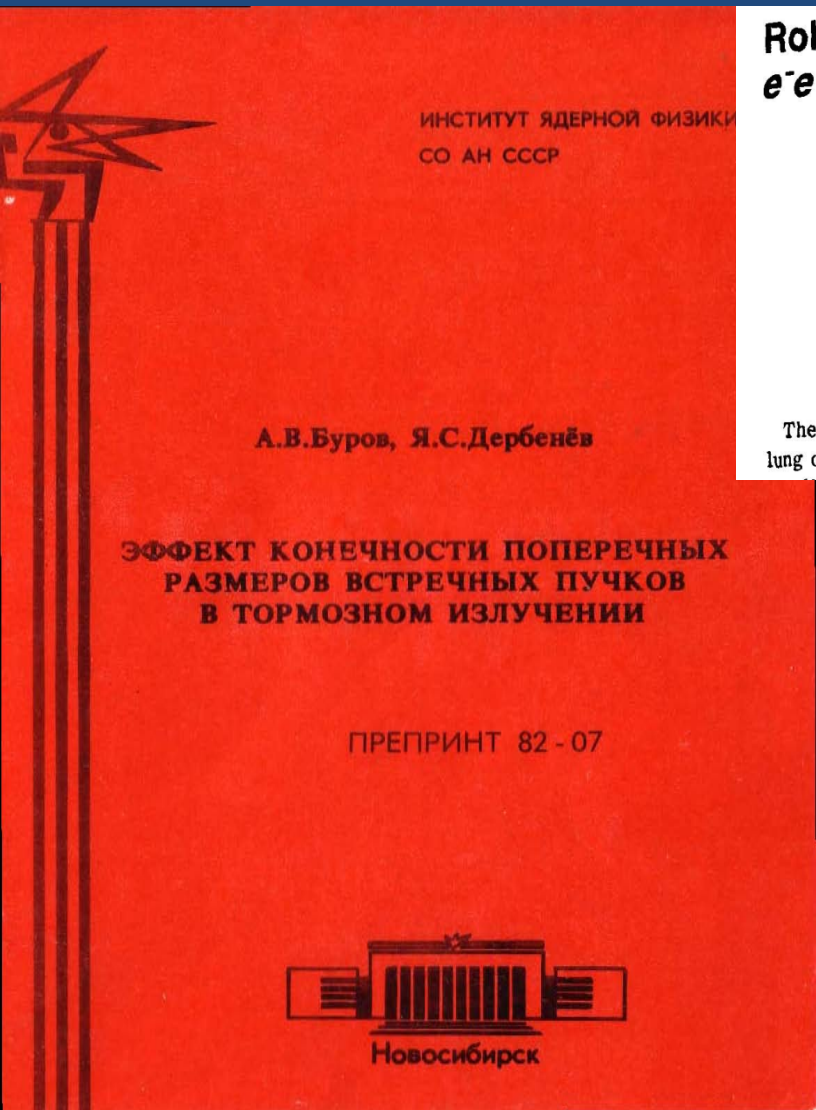 ИНСТИТУТ ЯДЕРНОЙ ФИЗИКИ
СО АН СССР
А.В.Буров, Я.С.Дербенёв
ЭФФЕКТ КОНЕЧНОСТИ ПОПЕРЕЧНЫХ
РАЗМЕРОВ ВСТРЕЧНЫХ ПУЧКОВ
В ТОРМОЗНОМ ИЗЛУЧЕНИИ
ПРЕПРИНТ 82 - 07
Новосибирск
e⁻e
The
lung